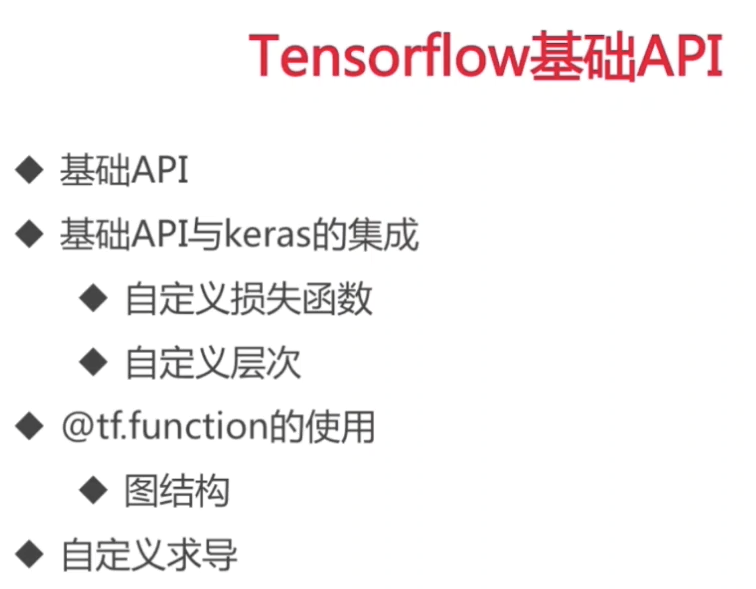 Tensorflow基础API
◆ 基础API
◆ 基础API与keras的集成
◆ 自定义损失函数
◆ 自定义层次
◆ @tf.function的使用
◆ 图结构
◆ 自定义求导